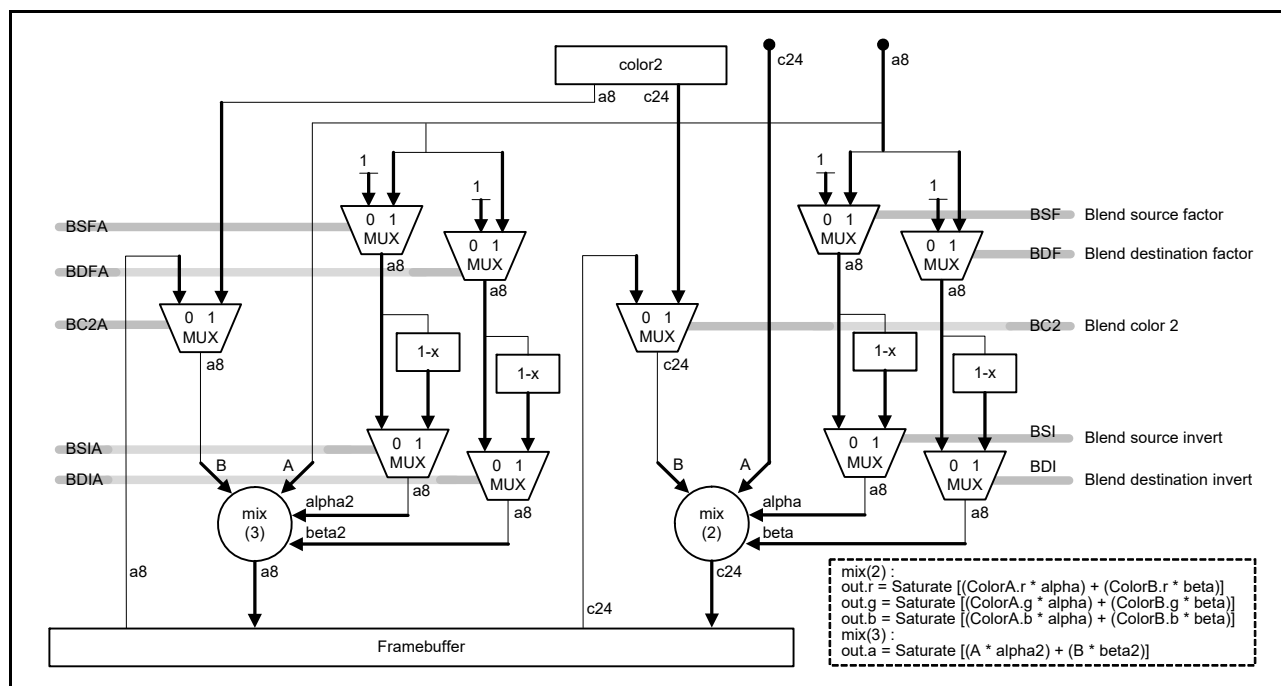 color2
a8
c24
c24
a8
1
1
1
1
BSFA
0 1
MUX
a8
0 1
MUX
a8
BDFA
0 1
MUX
a8
BSF
Blend source factor
0 1
MUX
a8
BDF
Blend destination factor
BC2A
0 1
MUX
a8
0 1
MUX
c24
BC2
Blend color 2
1-x
1-x
1-x
1-x
BSIA
0 1
MUX
a8
BDIA
0 1
MUX
a8
0 1
MUX
a8
BSI
Blend source invert
0 1
MUX
a8
BDI
Blend destination invert
B
A
mix
(3)
alpha2
beta2
a8
a8
B
A
mix
(2)
alpha
beta
c24
c24
Framebuffer
mix(2) :
out.r = Saturate [(ColorA.r * alpha) + (ColorB.r * beta)]
out.g = Saturate [(ColorA.g * alpha) + (ColorB.g * beta)]
out.b = Saturate [(ColorA.b * alpha) + (ColorB.b * beta)]
mix(3) :
out.a = Saturate [(A * alpha2) + (B * beta2)]